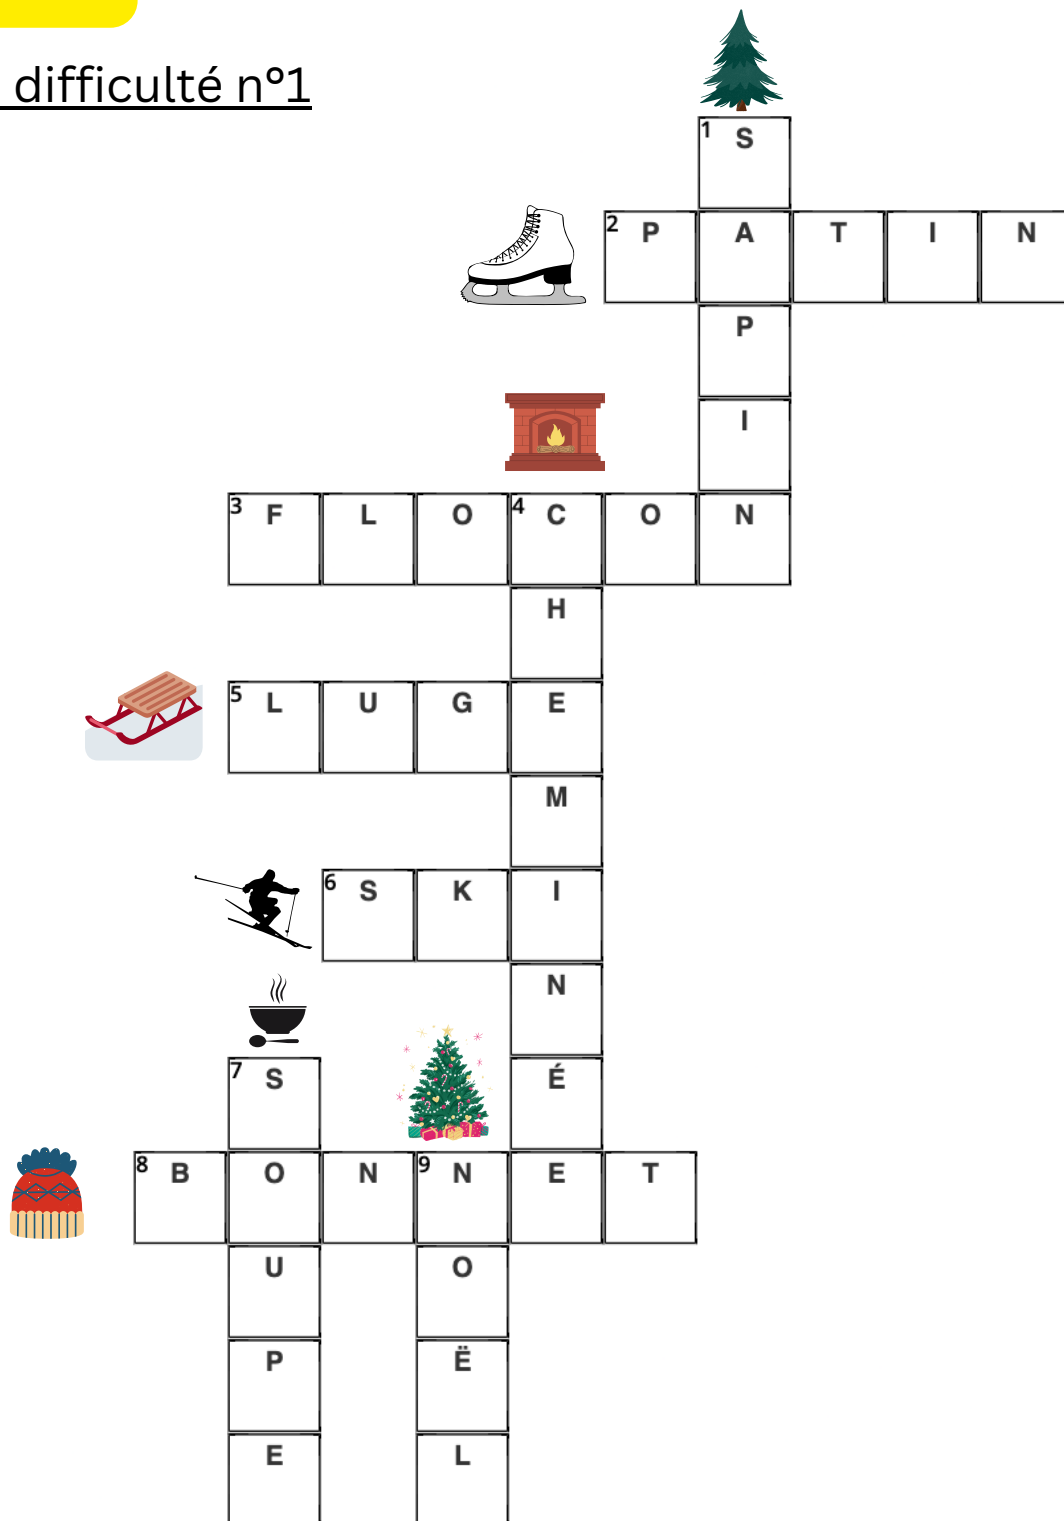 difficulté n°1
1 S
2 P A T I N
P
I
3 F L O 4 C O N
H
5 L U G E
M
6 S K I
N
7 S É
8 B O N 9 N E T
U O
P Ë
E L